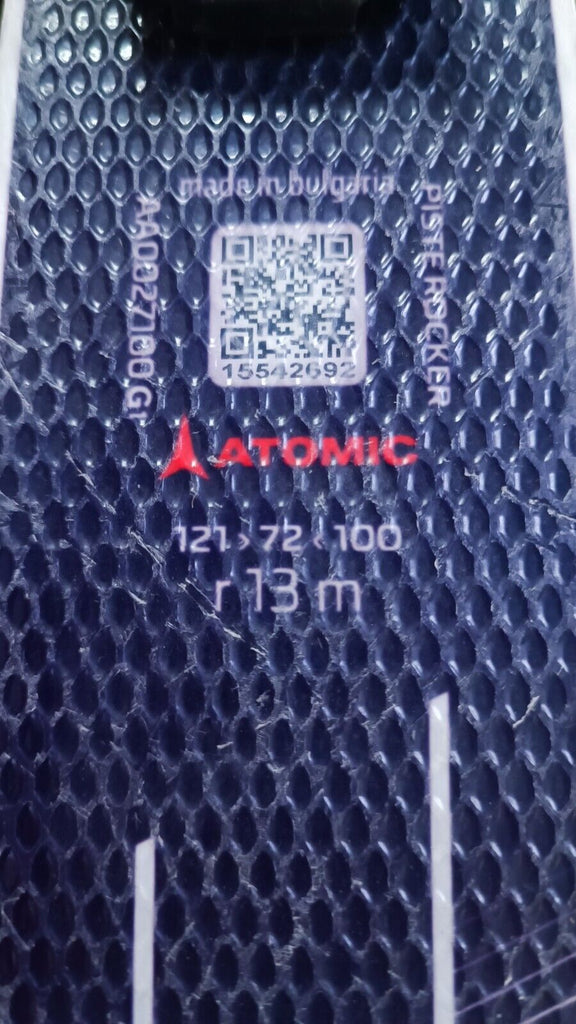 made in bulgaria
AA0027100 G1
PISTE ROCKER
15542692
ATOMIC
121 > 72 < 100
r 13 m